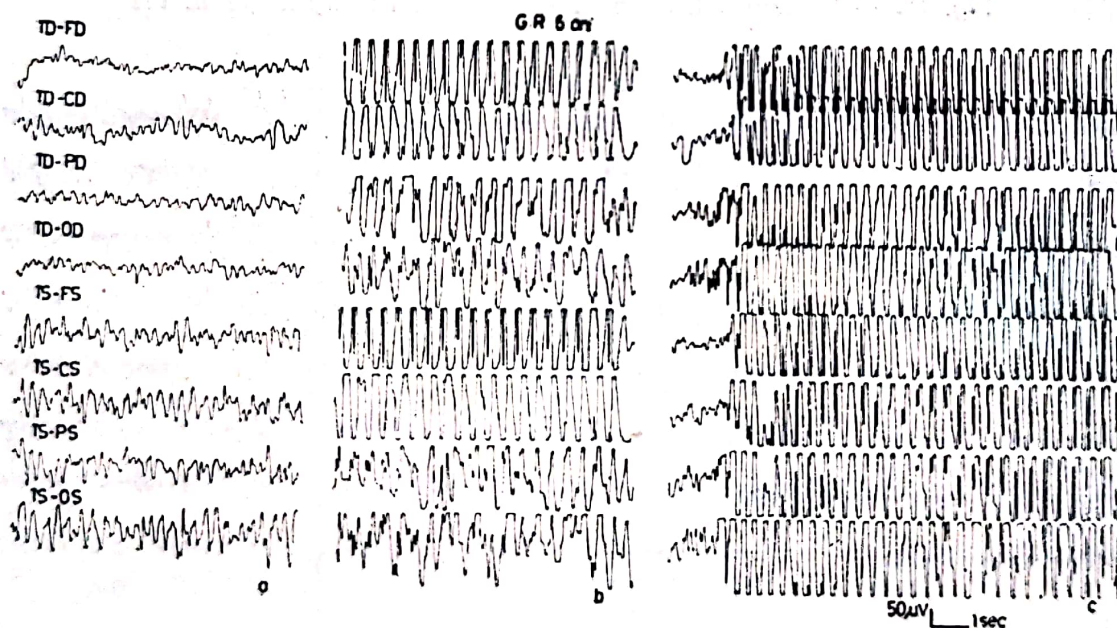 G.R 6 ani
TD-FD
TD-CD
TD-PD
TD-OD
TS-FS
TS-CS
TS-PS
TS-OS
a
b
c
50µV
1sec